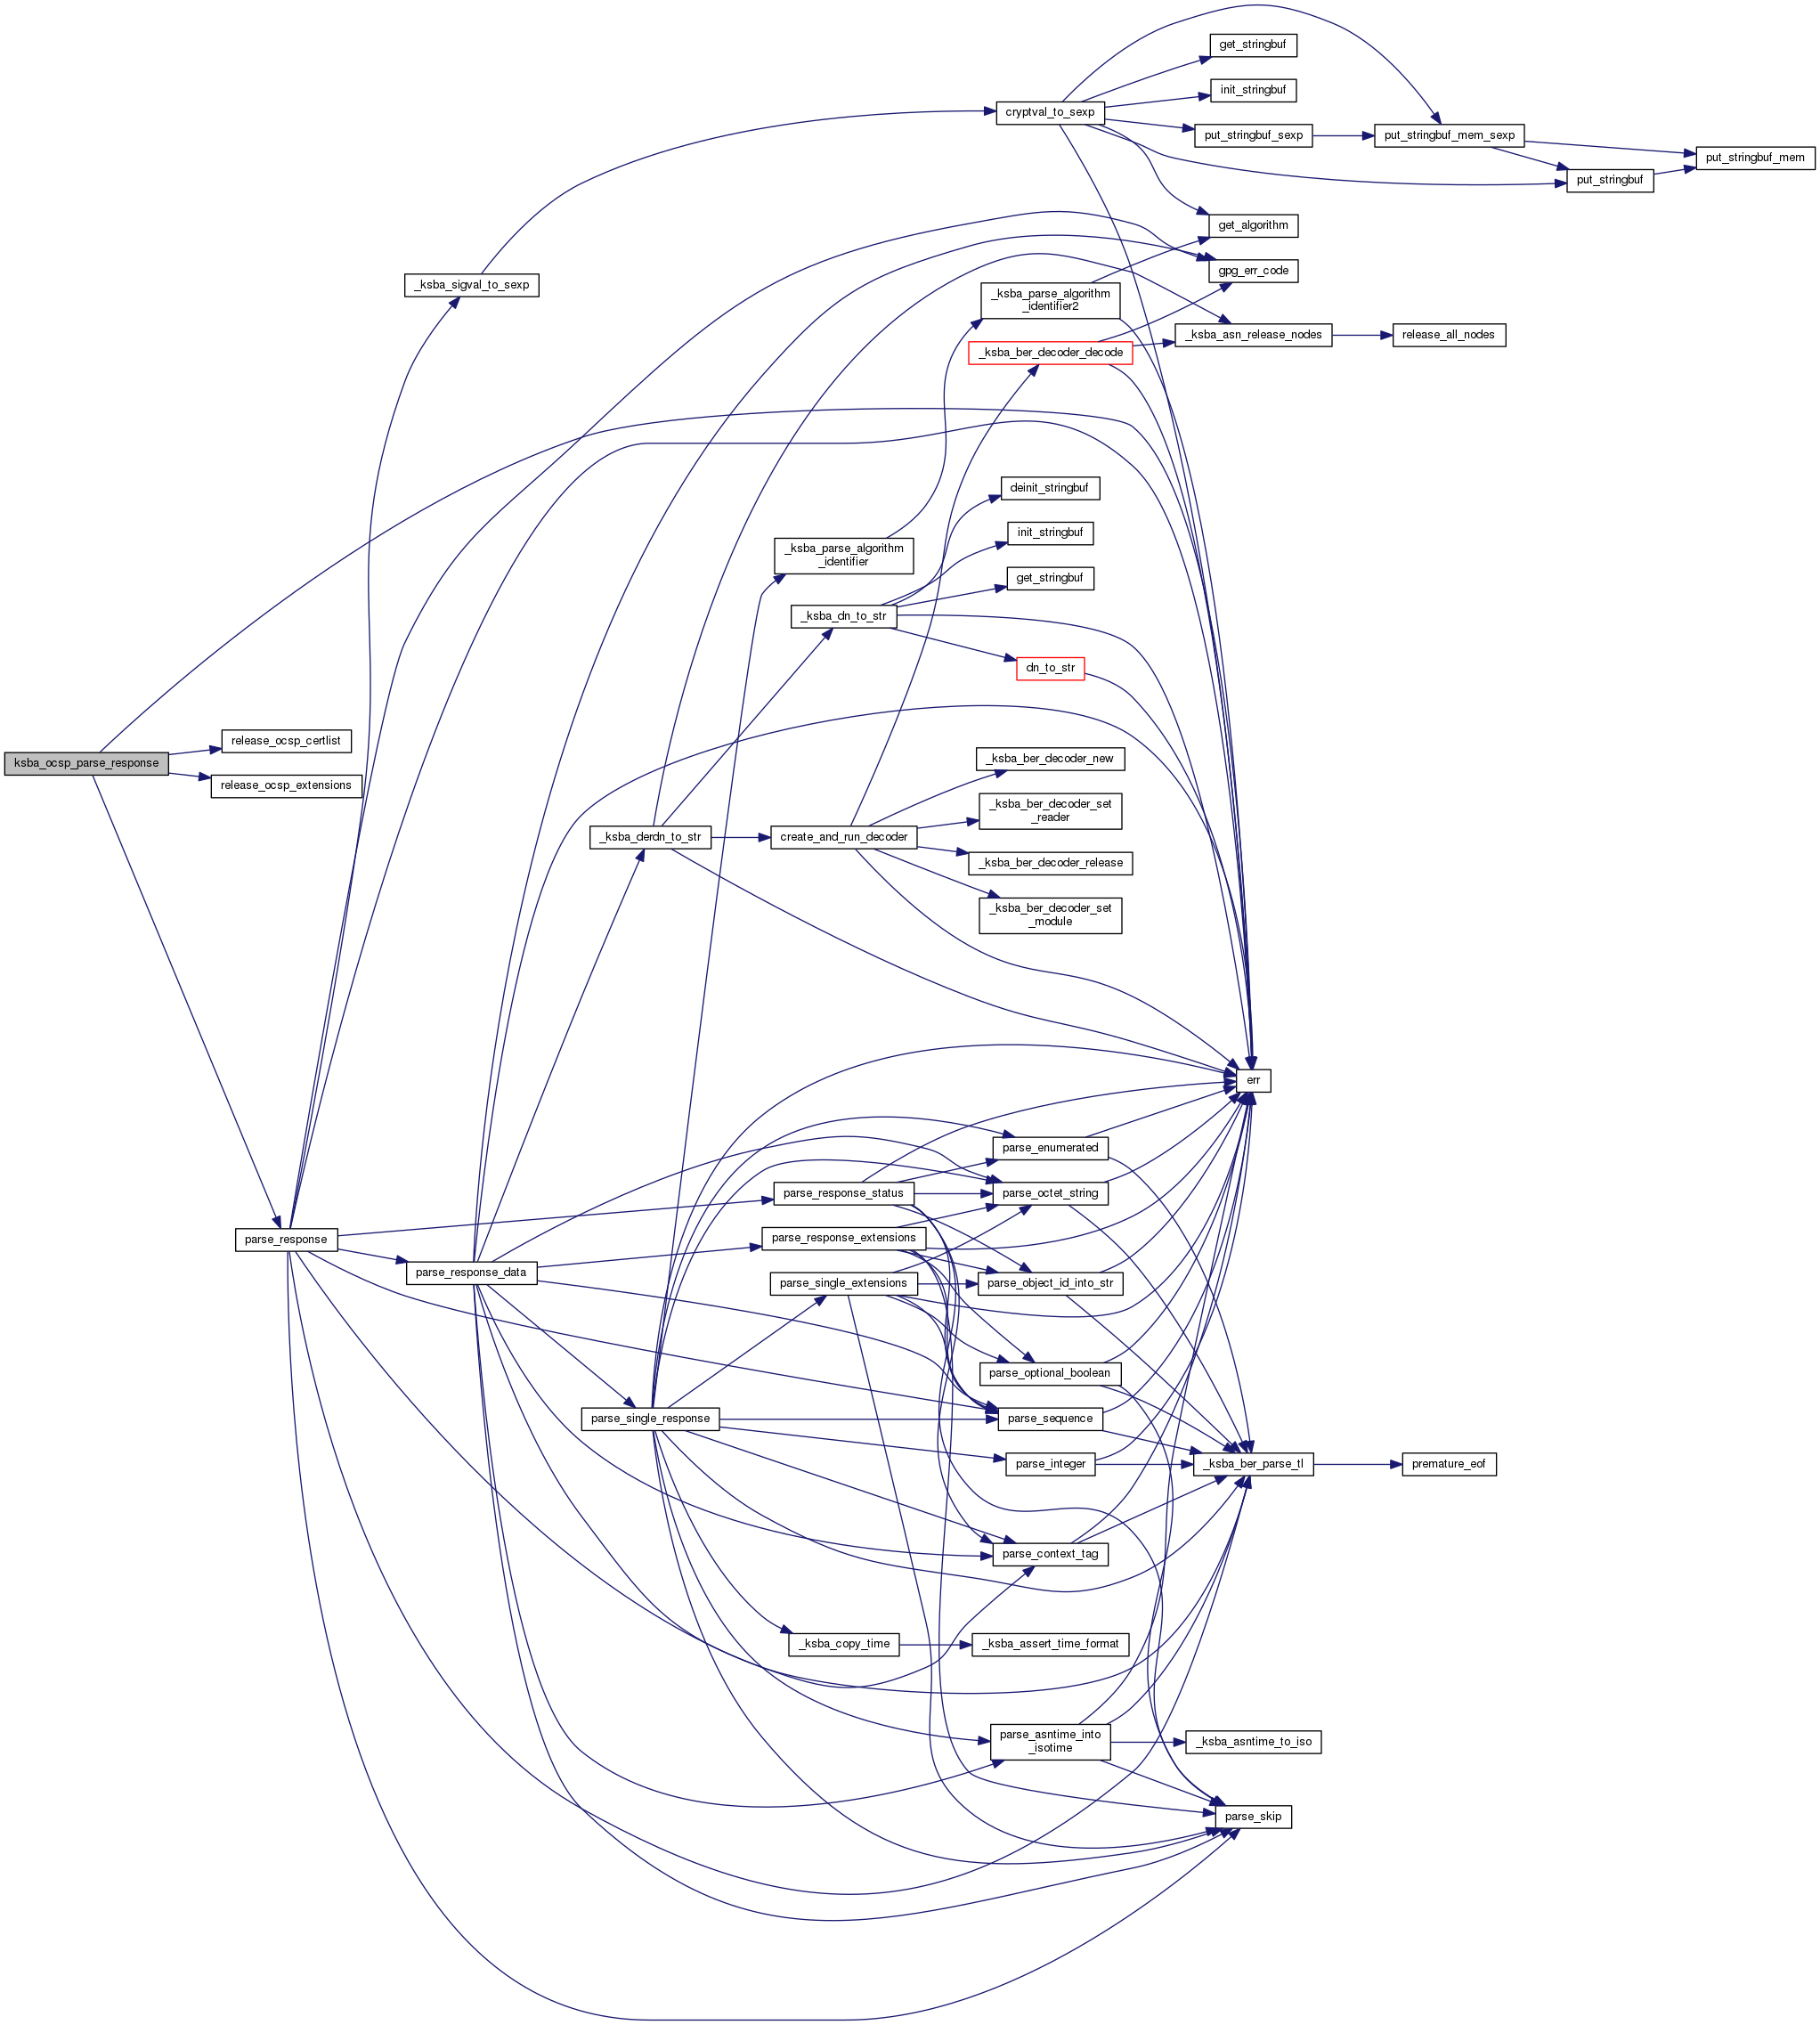 get_stringbuf
init_stringbuf
cryptval_to_sexp
put_stringbuf_sexp
put_stringbuf_mem_sexp
put_stringbuf_mem
put_stringbuf
get_algorithm
gpg_err_code
_ksba_sigval_to_sexp
_ksba_parse_algorithm
_identifier2
_ksba_asn_release_nodes
release_all_nodes
_ksba_ber_decoder_decode
deinit_stringbuf
init_stringbuf
_ksba_parse_algorithm
_identifier
get_stringbuf
_ksba_dn_to_str
dn_to_str
release_ocsp_certlist
ksba_ocsp_parse_response
release_ocsp_extensions
_ksba_ber_decoder_new
_ksba_ber_decoder_set
_reader
_ksba_derdn_to_str
create_and_run_decoder
_ksba_ber_decoder_release
_ksba_ber_decoder_set
_module
err
parse_enumerated
parse_response_status
parse_octet_string
parse_response
parse_response_extensions
parse_response_data
parse_single_extensions
parse_object_id_into_str
parse_optional_boolean
parse_single_response
parse_sequence
parse_integer
_ksba_ber_parse_tl
premature_eof
parse_context_tag
_ksba_copy_time
_ksba_assert_time_format
parse_asntime_into
_isotime
_ksba_asntime_to_iso
parse_skip